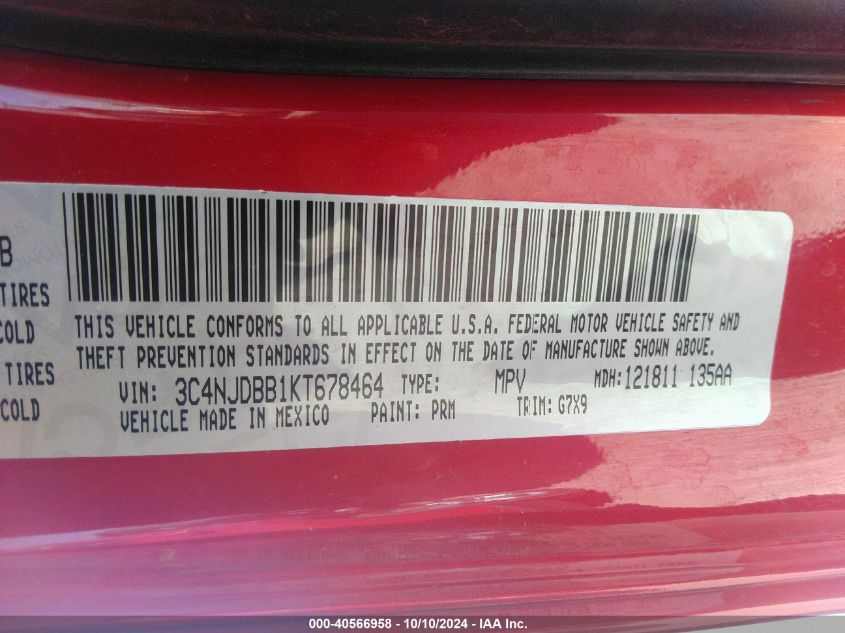 B
TIRES
COLD
TIRES
COLD
THIS VEHICLE CONFORMS TO ALL APPLICABLE U.S.A. FEDERAL MOTOR VEHICLE SAFETY AND
THEFT PREVENTION STANDARDS IN EFFECT ON THE DATE OF MANUFACTURE SHOWN ABOVE.
VIN: 3C4NJDBB1KT678464 TYPE: MPV MDH:121811 135AA
VEHICLE MADE IN MEXICO PAINT: PRM TRIM: G7X9
000-40566958 - 10/10/2024 - IAA Inc.